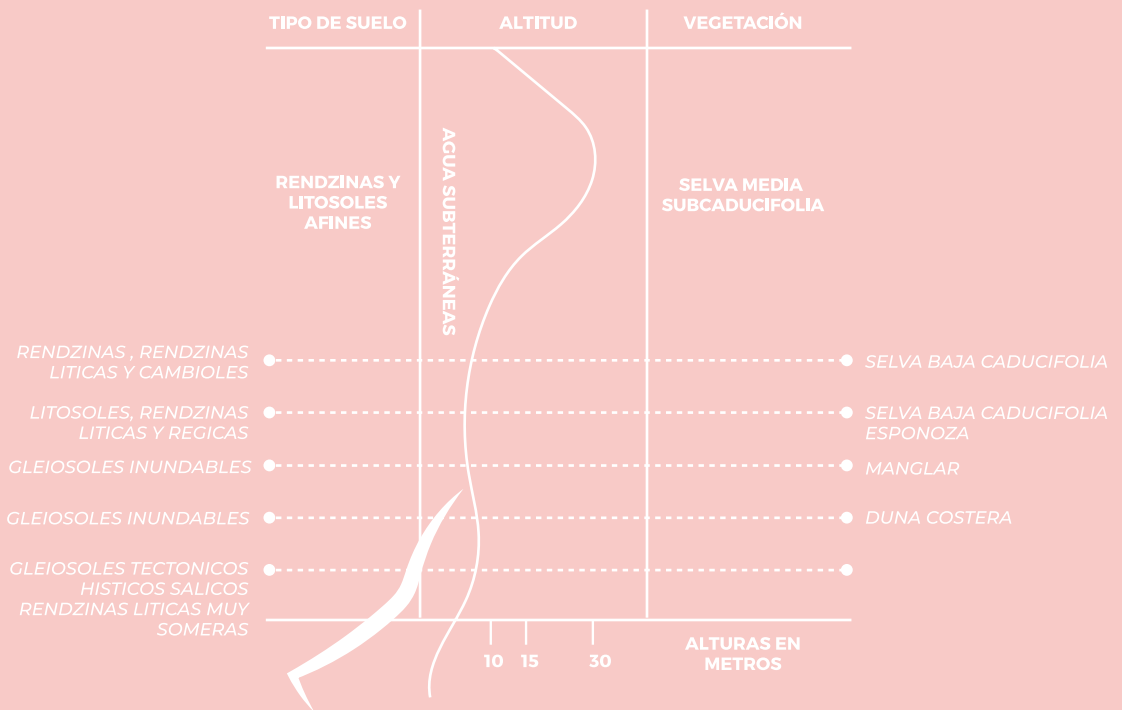 TIPO DE SUELO
ALTITUD
VEGETACIÓN
RENDZINAS Y
LITOSOLES
AFINES
AGUA SUBTERRÁNEAS
SELVA MEDIA
SUBCADUCIFOLIA
RENDZINAS , RENDZINAS
LITICAS Y CAMBIOLES
SELVA BAJA CADUCIFOLIA
LITOSOLES, RENDZINAS
LITICAS Y REGICAS
SELVA BAJA CADUCIFOLIA
ESPONOZA
GLEIOSOLES INUNDABLES
MANGLAR
GLEIOSOLES INUNDABLES
DUNA COSTERA
GLEIOSOLES TECTONICOS
HISTICOS SALICOS
RENDZINAS LITICAS MUY
SOMERAS
10
15
30
ALTURAS EN
METROS